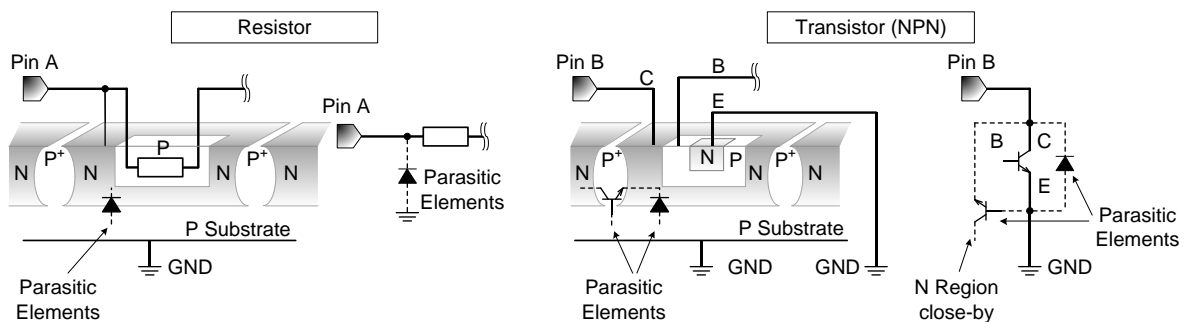 Resistor
Transistor (NPN)
Pin A
Pin A
N
P+
N
P
N
P+
N
Parasitic
Elements
P Substrate
GND
Parasitic
Elements
Pin B
C
B
E
N
P+
N
N
P
N
P+
N
P Substrate
GND
GND
Parasitic
Elements
Pin B
B
C
E
Parasitic
Elements
GND
N Region
close-by